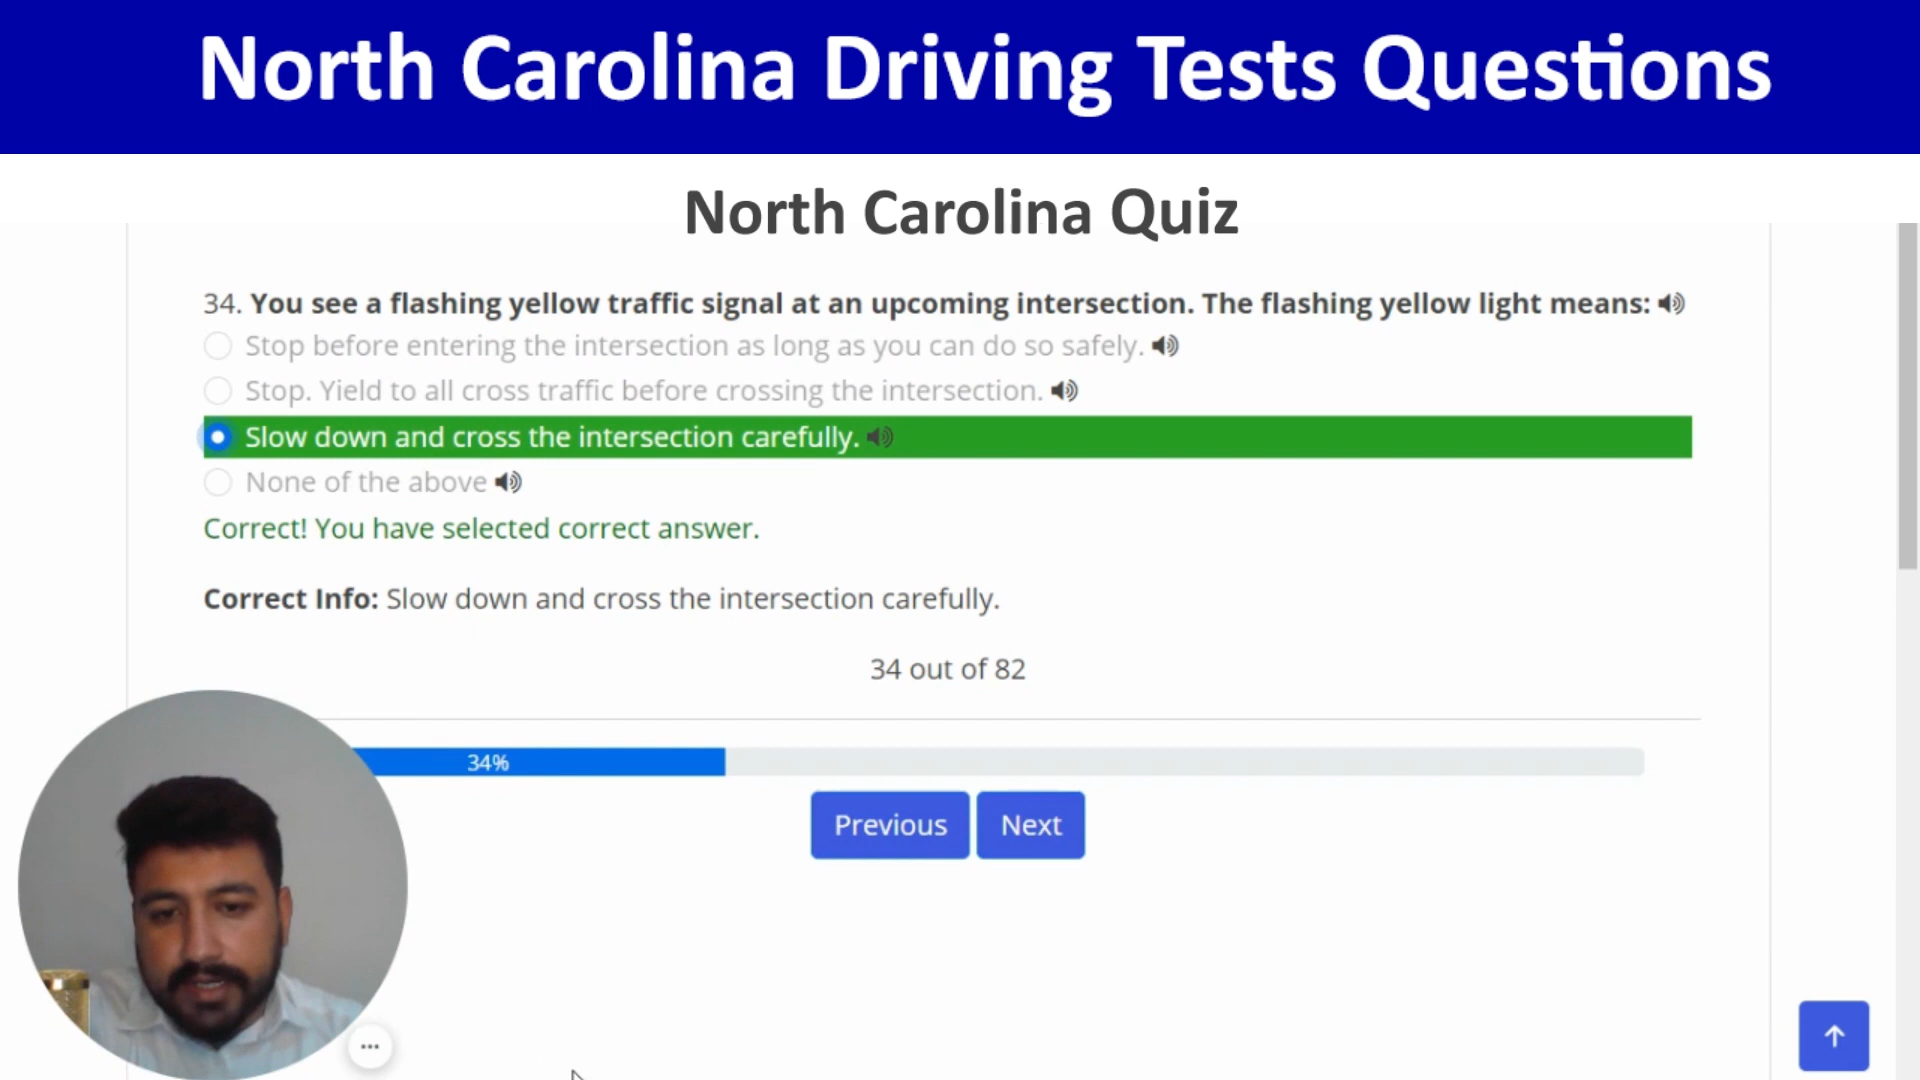 North Carolina Driving Tests Questions
North Carolina Quiz
34. You see a flashing yellow traffic signal at an upcoming intersection. The flashing yellow light means:
Stop before entering the intersection as long as you can do so safely.
Stop. Yield to all cross traffic before crossing the intersection.
Slow down and cross the intersection carefully.
None of the above
Correct! You have selected correct answer.
Correct Info: Slow down and cross the intersection carefully.
34 out of 82
34%
Previous
Next